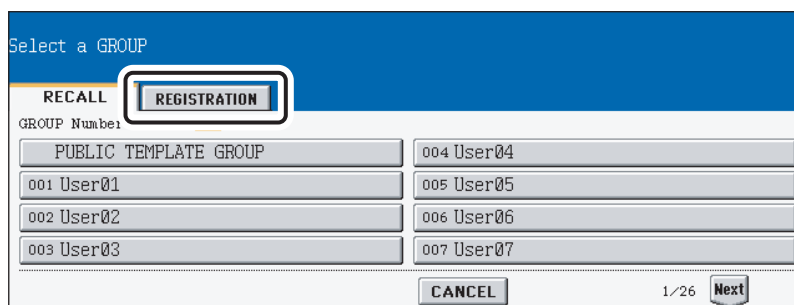 Select a GROUP
RECALL REGISTRATION
GROUP Number
PUBLIC TEMPLATE GROUP 004 User04
001 User01 005 User05
002 User02 006 User06
003 User03 007 User07
CANCEL 1/26 Next